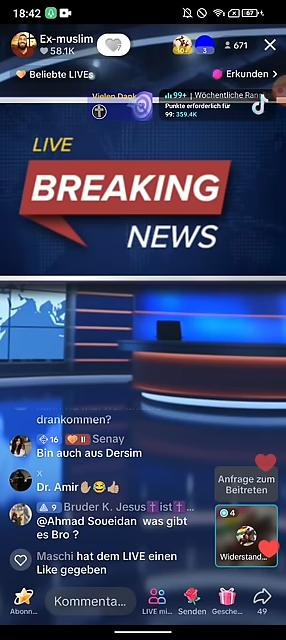 18:42
87
Ex-muslim
58.1K
671
Beliebte LIVEs
Erkunden >
Vielen Dank
99+ | Wöchentliche Ran
Punkte erforderlich für
99: 359.4K
LIVE
BREAKING
NEWS
drankommen?
16 II Senay
Bin auch aus Dersim
X
Dr. Amir✋🏼😂👍🏼
9 Bruder K. Jesus✝️ist✝️...
@Ahmad Soueidan was gibt
es Bro ?
Maschi hat dem LIVE einen
Like gegeben
Anfrage zum
Beitreten
4
Widerstand...
Kommenta...
Abonn...
LIVE mi...
Senden
Gesche...
49